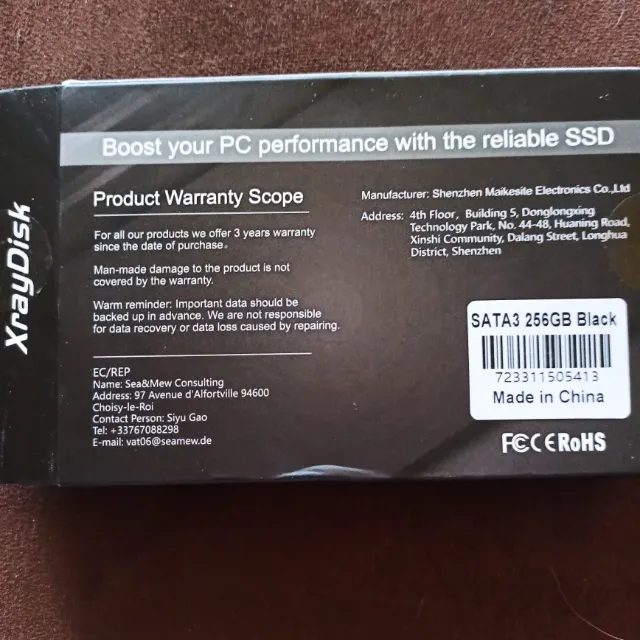 XrayDisk
Boost your PC performance with the reliable SSD
Product Warranty Scope
For all our products we offer 3 years warranty
since the date of purchase.
Man-made damage to the product is not
covered by the warranty.
Warm reminder: Important data should be
backed up in advance. We are not responsible
for data recovery or data loss caused by repairing.
EC/REP
Name: Sea&Mew Consulting
Address: 97 Avenue d'Alfortville 94600
Choisy-le-Roi
Contact Person: Siyu Gao
Tel: +33767088298
E-mail: vat06@seamew.de
Manufacturer: Shenzhen Maikesite Electronics Co.,Ltd
Address: 4th Floor, Building 5, Donglongxing
Technology Park, No. 44-48, Huaning Road,
Xinshi Community, Dalang Street, Longhua
District, Shenzhen
SATA3 256GB Black
723311505413
Made in China
FCCERoHS